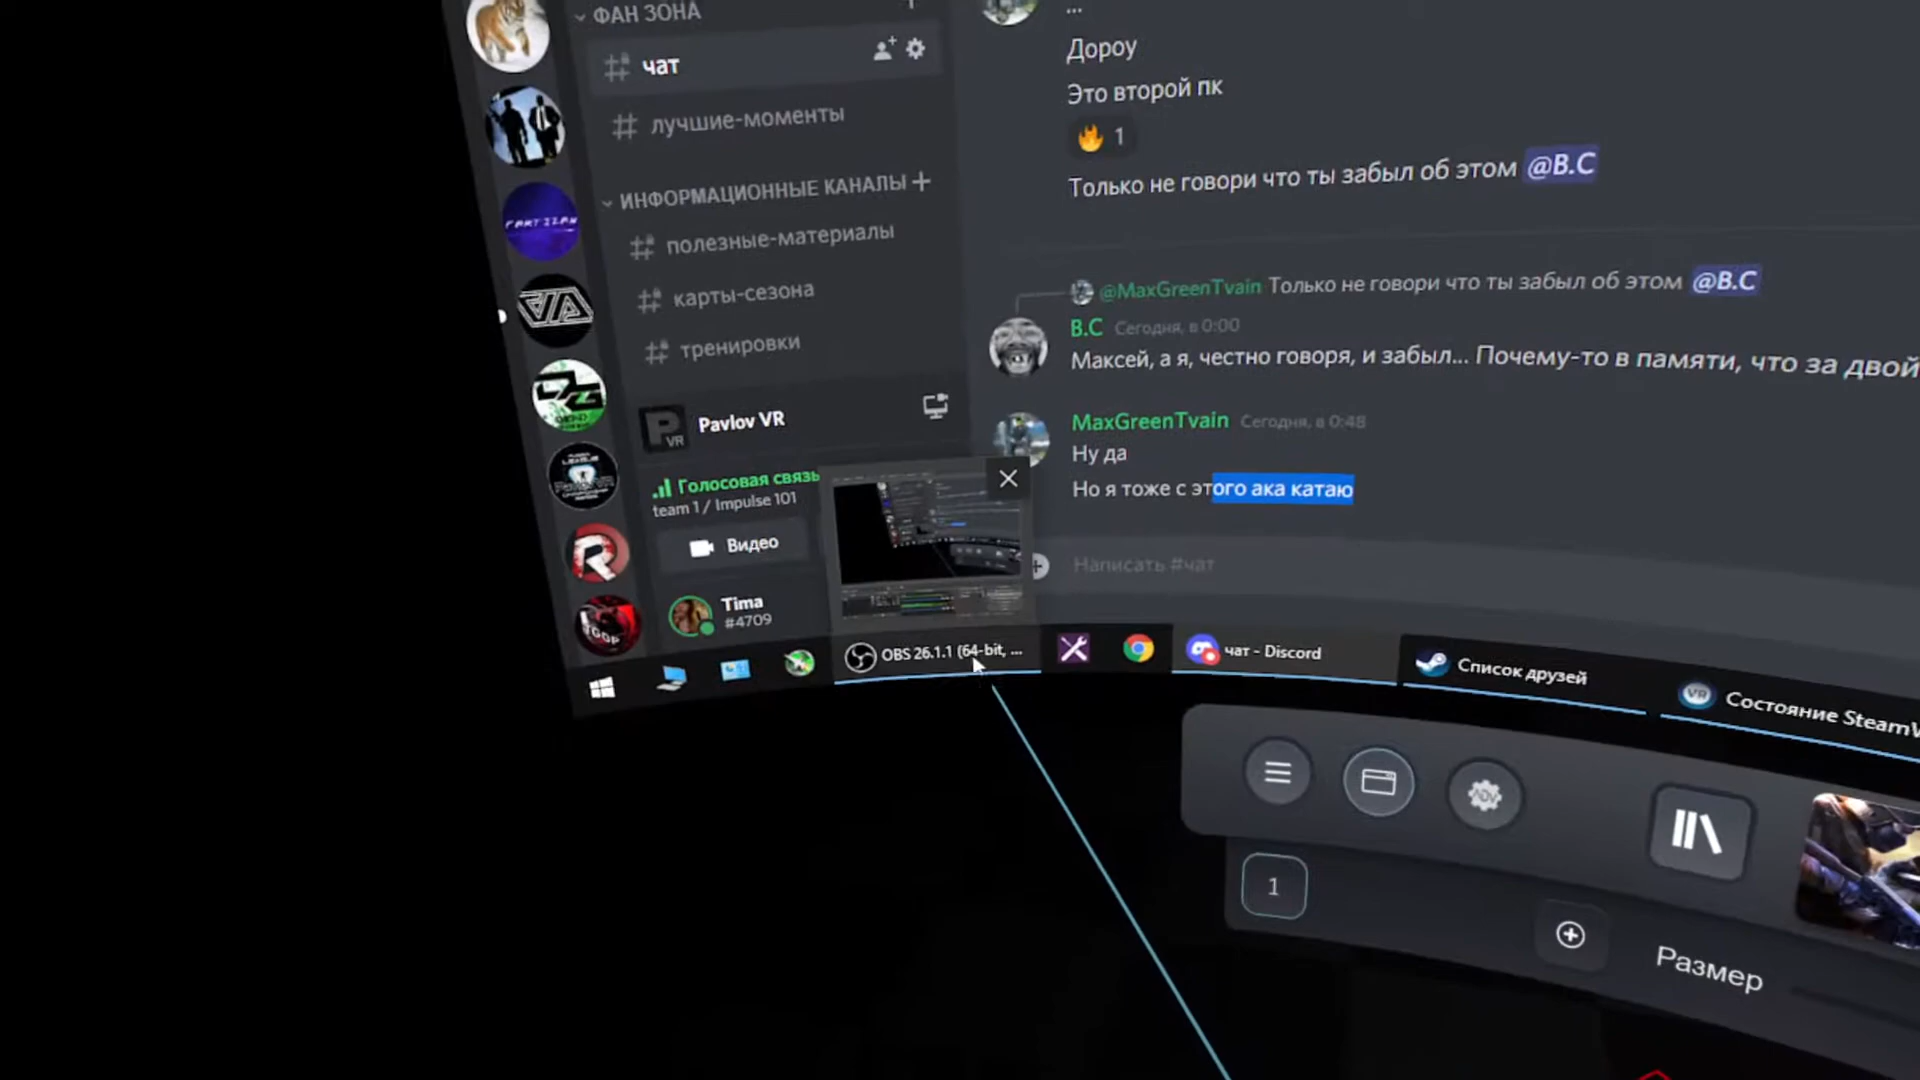 ФАН ЗОНА
чат
лучшие-моменты
ИНФОРМАЦИОННЫЕ КАНАЛЫ
полезные-материалы
карты-сезона
тренировки
Pavlov VR
Голосовая связь
team 1 / Impulse 101
Видео
Tima
#4709
...
Дороу
Это второй пк
1
Только не говори что ты забыл об этом @B.C
@MaxGreenTvain Только не говори что ты забыл об этом @B.C
B.C Сегодня, в 0:00
Максей, а я, честно говоря, и забыл... Почему-то в памяти, что за двой
MaxGreenTvain Сегодня, в 0:48
Ну да
Но я тоже с этого ака катаю
Написать #чат
OBS 26.1.1 (64-bit, ...
чат - Discord
Список друзей
VR
Состояние SteamV
ADV
1
Размер
PARTIZAN
P VR